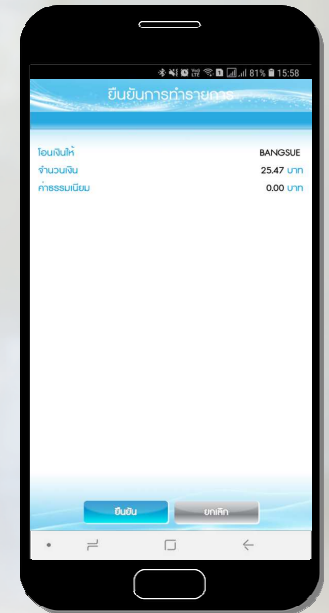 81% 15:58
ยืนยันการทำรายการ
โอนเงินให้ BANGSUE
จำนวนเงิน 25.47 บาท
ค่าธรรมเนียม 0.00 บาท
ยืนยัน ยกเลิก